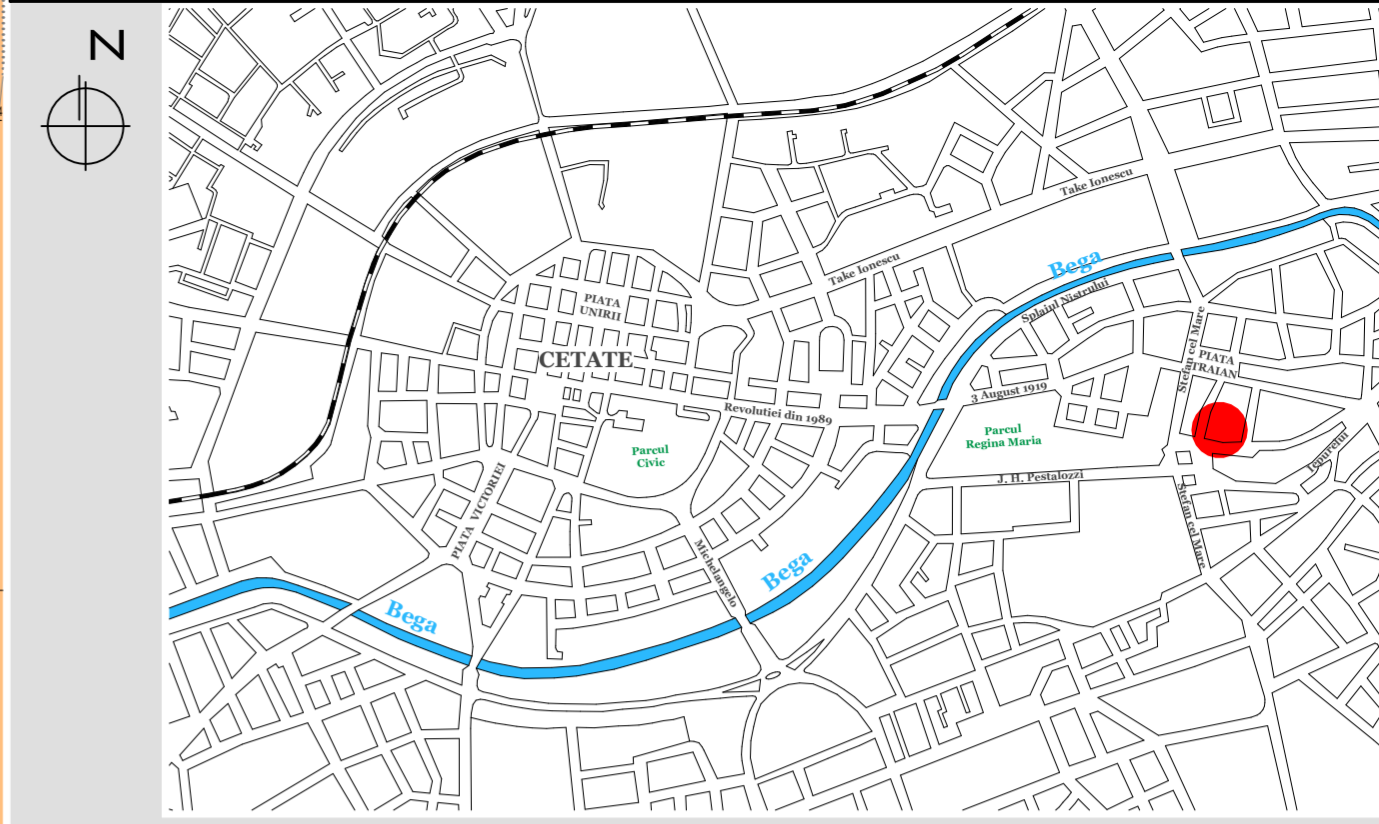 N
Take Ionescu
Bega
Take Ionescu
Splaiul Nistrului
PIATA
UNIRII
Stefan cel Mare
CETATE
PIATA
TRAIAN
3 August 1919
Revolutiei din 1989
Parcul
Regina Maria
Parcul
Civic
Iepurelui
J. H. Pestalozzi
PIATA VICTORIEI
Stefan cel Mare
Michelangelo
Bega
Bega